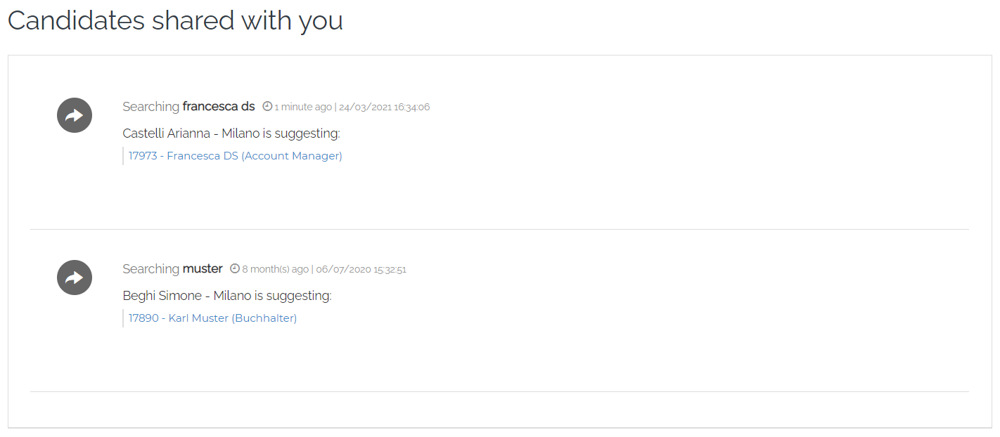 Candidates shared with you
Searching francesca ds 1 minute ago | 24/03/2021 16:34:06
Castelli Arianna - Milano is suggesting:
17973 - Francesca DS (Account Manager)
Searching muster 8 month(s) ago | 06/07/2020 15:32:51
Beghi Simone - Milano is suggesting:
17890 - Karl Muster (Buchhalter)